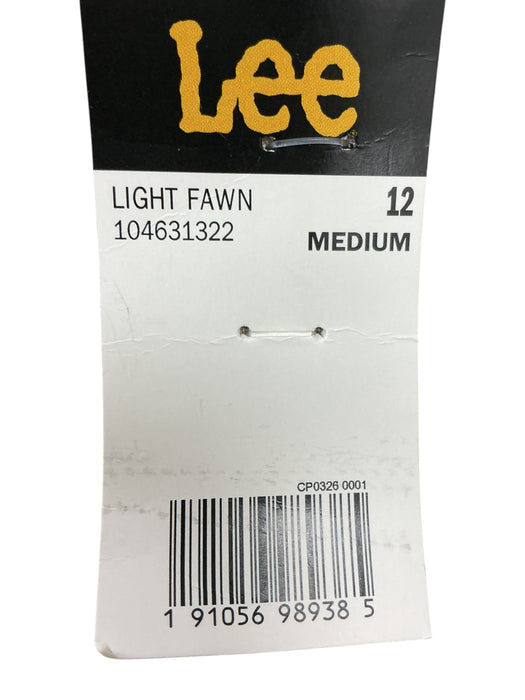 Lee
LIGHT FAWN 12
104631322 MEDIUM
CP0326 0001
1 91056 98938 5